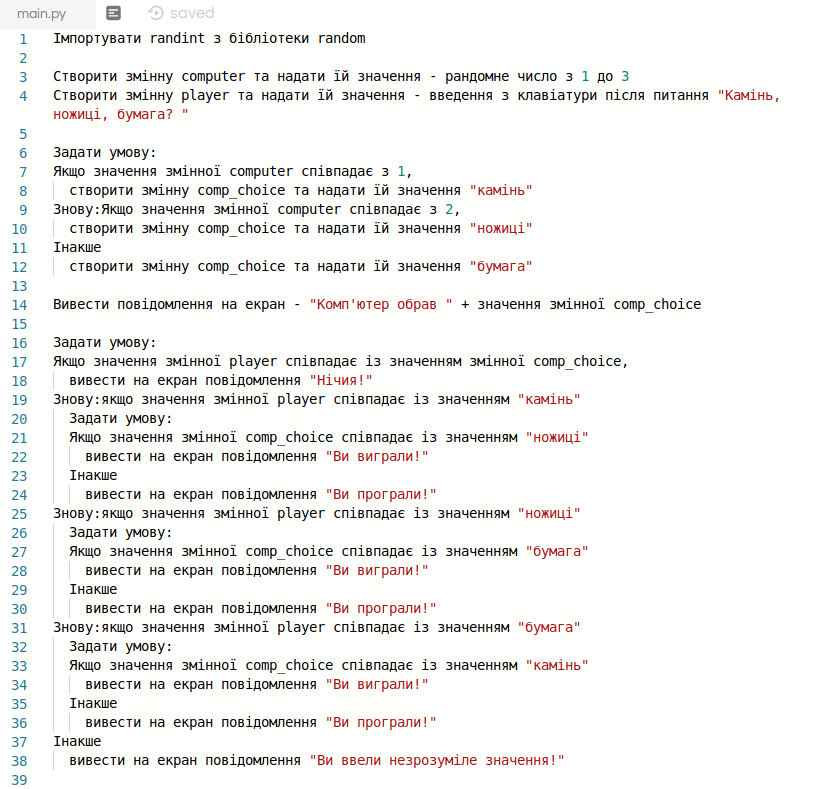 main.py saved
1 Імпортувати randint з бібліотеки random
2
3 Створити змінну computer та надати їй значення - рандомне число з 1 до 3
4 Створити змінну player та надати їй значення - введення з клавіатури після питання "Камінь,
ножиці, бумага? "
5
6 Задати умову:
7 Якщо значення змінної computer співпадає з 1,
8 створити змінну comp_choice та надати їй значення "камінь"
9 Знову:Якщо значення змінної computer співпадає з 2,
10 створити змінну comp_choice та надати їй значення "ножиці"
11 Інакше
12 створити змінну comp_choice та надати їй значення "бумага"
13
14 Вивести повідомлення на екран - "Комп'ютер обрав " + значення змінної comp_choice
15
16 Задати умову:
17 Якщо значення змінної player співпадає із значенням змінної comp_choice,
18 вивести на екран повідомлення "Нічия!"
19 Знову:якщо значення змінної player співпадає із значенням "камінь"
20 Задати умову:
21 Якщо значення змінної comp_choice співпадає із значенням "ножиці"
22 вивести на екран повідомлення "Ви виграли!"
23 Інакше
24 вивести на екран повідомлення "Ви програли!"
25 Знову:якщо значення змінної player співпадає із значенням "ножиці"
26 Задати умову:
27 Якщо значення змінної comp_choice співпадає із значенням "бумага"
28 вивести на екран повідомлення "Ви виграли!"
29 Інакше
30 вивести на екран повідомлення "Ви програли!"
31 Знову:якщо значення змінної player співпадає із значенням "бумага"
32 Задати умову:
33 Якщо значення змінної comp_choice співпадає із значенням "камінь"
34 вивести на екран повідомлення "Ви виграли!"
35 Інакше
36 вивести на екран повідомлення "Ви програли!"
37 Інакше
38 вивести на екран повідомлення "Ви ввели незрозуміле значення!"
39